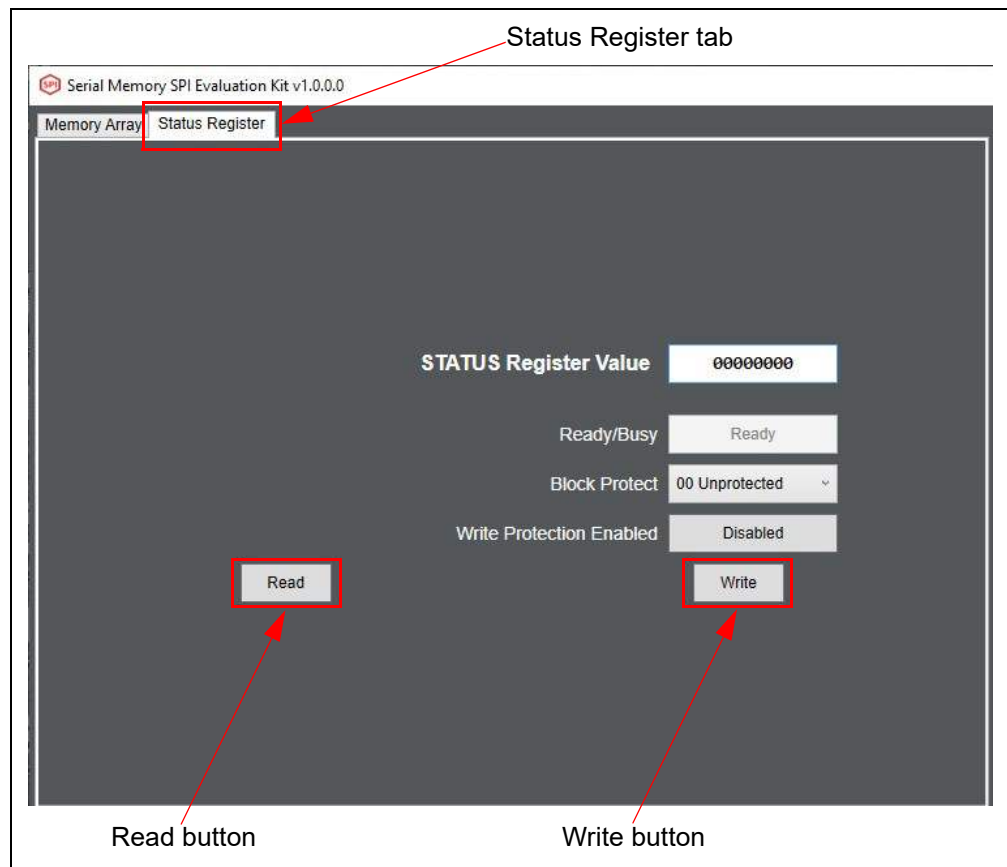 Status Register tab
SPI Serial Memory SPI Evaluation Kit v1.0.0.0
Memory Array Status Register
STATUS Register Value 00000000
Ready/Busy Ready
Block Protect 00 Unprotected
Write Protection Enabled Disabled
Read Write
Read button Write button